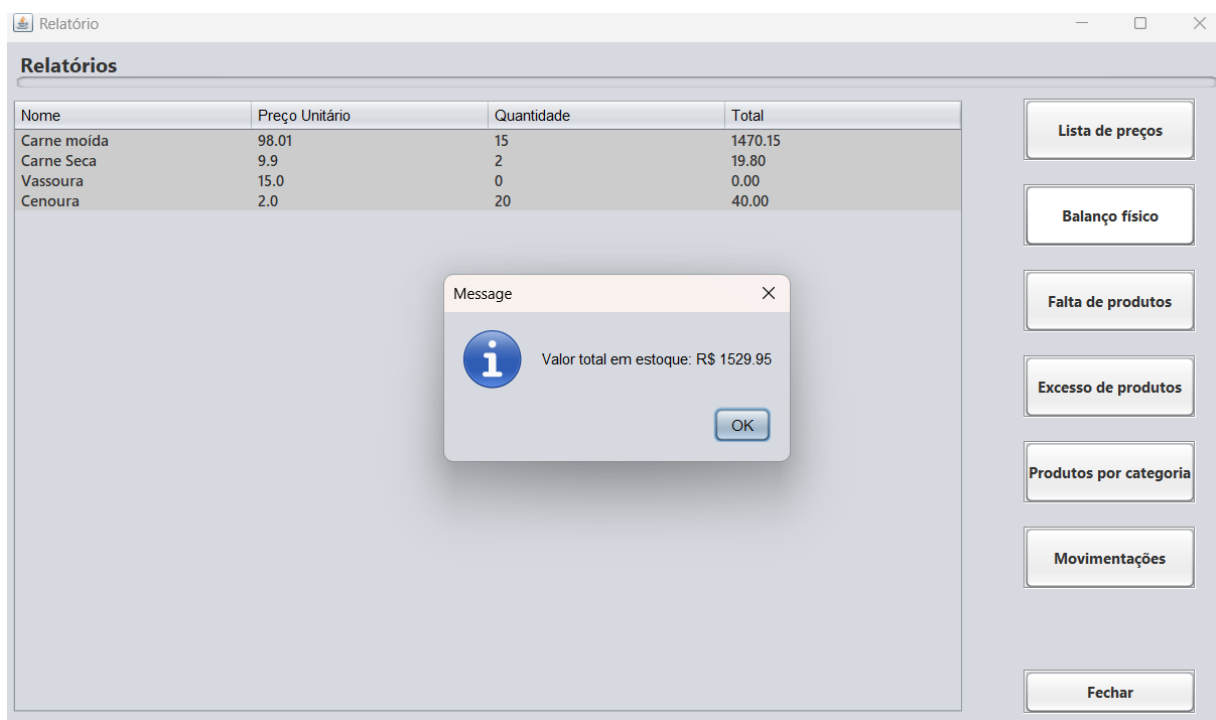 Relatório
Relatórios
Nome Preço Unitário Quantidade Total
Carne moída 98.01 15 1470.15
Carne Seca 9.9 2 19.80
Vassoura 15.0 0 0.00
Cenoura 2.0 20 40.00
Message
Valor total em estoque: R$ 1529.95
OK
Lista de preços
Balanço físico
Falta de produtos
Excesso de produtos
Produtos por categoria
Movimentações
Fechar